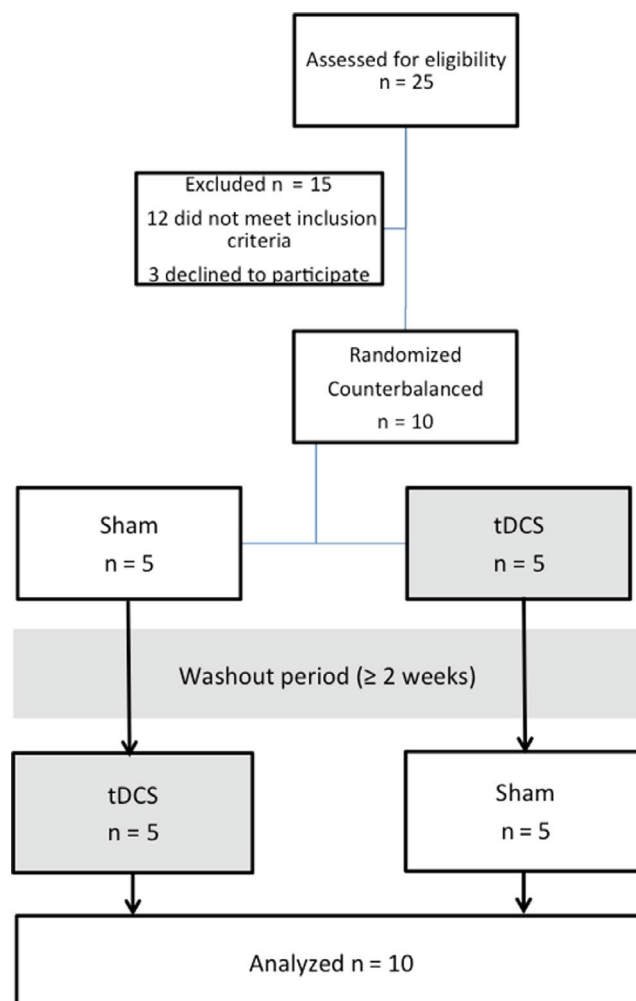 Assessed for eligibility
n = 25
Excluded n = 15
12 did not meet inclusion
criteria
3 declined to participate
Randomized
Counterbalanced
n = 10
Sham
n = 5
tDCS
n = 5
Washout period (≥ 2 weeks)
tDCS
n = 5
Sham
n = 5
Analyzed n = 10